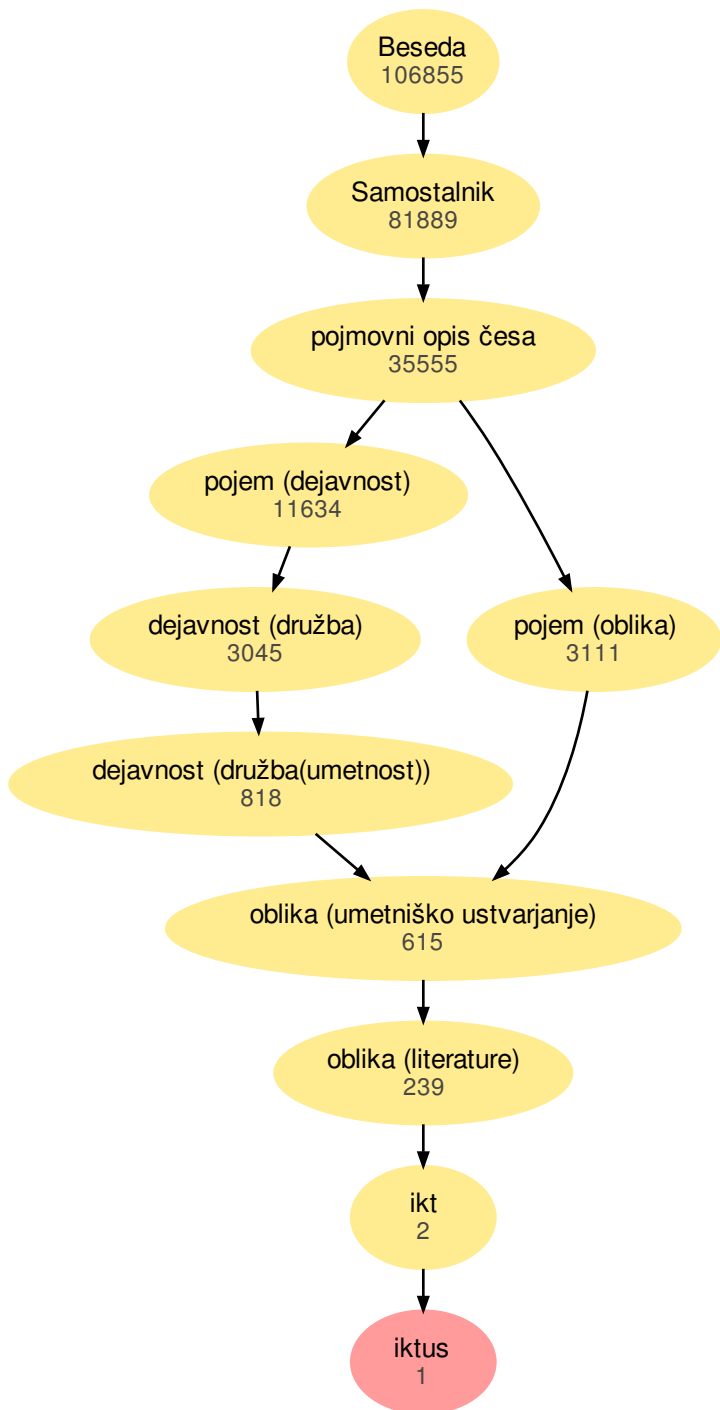 Beseda
106855
Samostalnik
81889
pojmovni opis česa
35555
pojem (dejavnost)
11634
dejavnost (družba)
3045
pojem (oblika)
3111
dejavnost (družba(umetnost))
818
oblika (umetniško ustvarjanje)
615
oblika (literature)
239
ikt
2
iktus
1